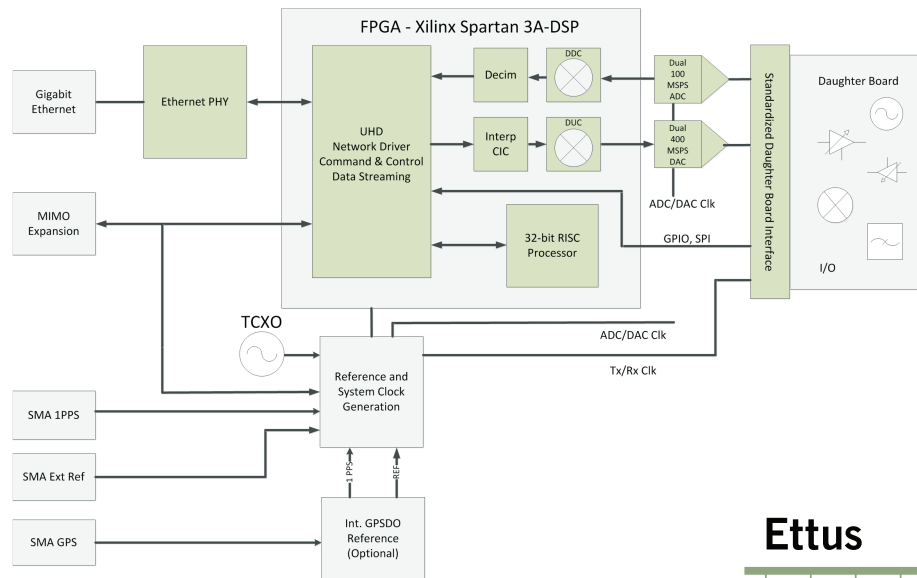 FPGA - Xilinx Spartan 3A-DSP
Gigabit
Ethernet
Ethernet PHY
UHD
Network Driver
Command & Control
Data Streaming
Decim
DDC
Dual
100
MSPS
ADC
Interp
CIC
DUC
Dual
400
MSPS
DAC
ADC/DAC Clk
Standardized Daughter Board Interface
Daughter Board
I/O
MIMO
Expansion
GPIO, SPI
32-bit RISC
Processor
TCXO
ADC/DAC Clk
Tx/Rx Clk
Reference and
System Clock
Generation
SMA 1PPS
SMA Ext Ref
1 PPS
REF
SMA GPS
Int. GPSDO
Reference
(Optional)
Ettus